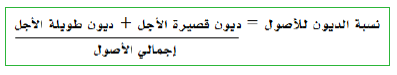 نسبة الديون للأصول = ديون قصيرة الأجل + ديون طويلة الأجل
إجمالي الأصول